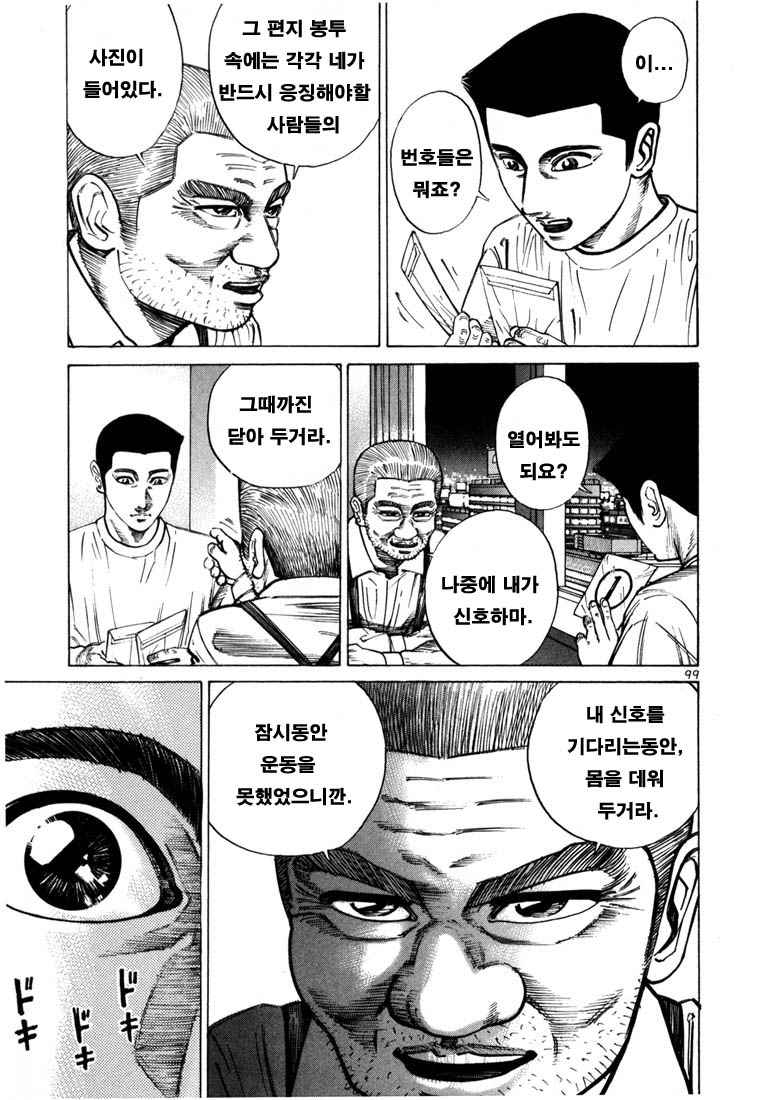 이...
번호들은
뭐죠?
그 편지 봉투
속에는 각각 네가
반드시 응징해야할
사람들의
사진이
들어있다.
열어봐도
되요?
나중에 내가
신호하마.
그때까진
닫아 두거라.
99
내 신호를
기다리는동안,
몸을 데워
두거라.
잠시동안
운동을
못했었으니깐.
ドキ
ドキ
ドキ